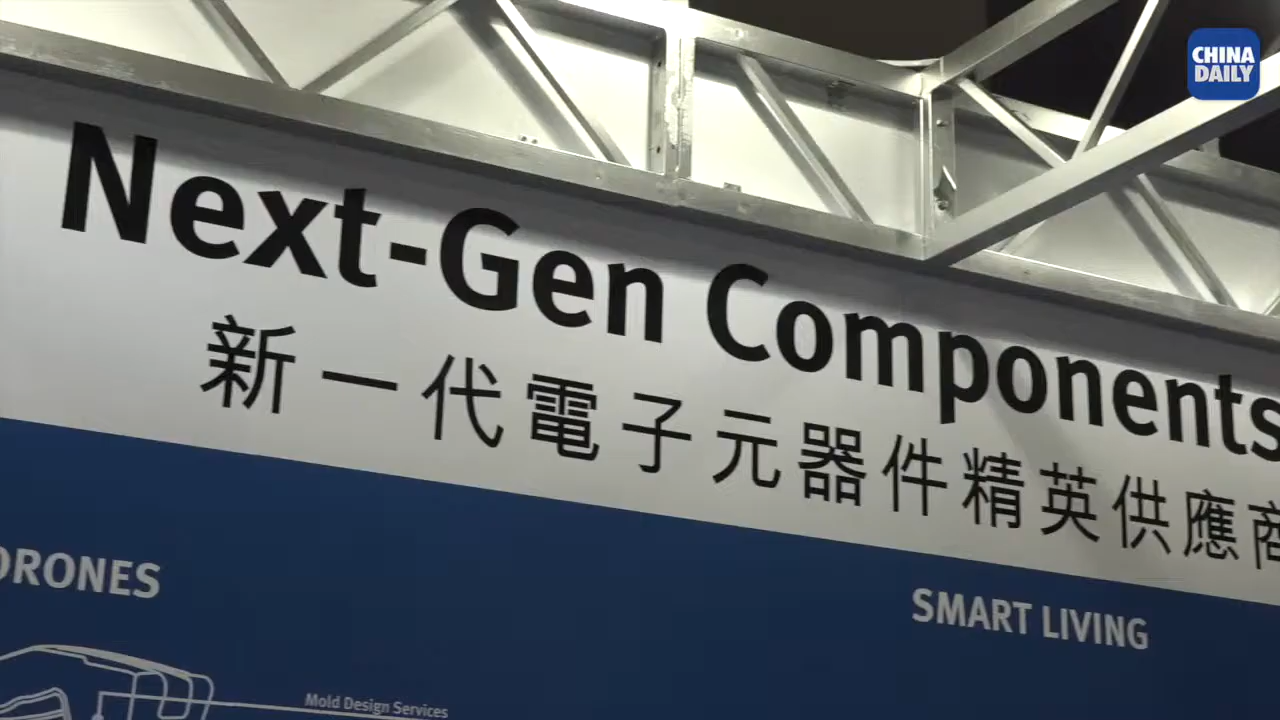 CHINA
DAILY
Next-Gen Components
新一代電子元器件精英供應商
DRONES
SMART LIVING
Mold Design Services